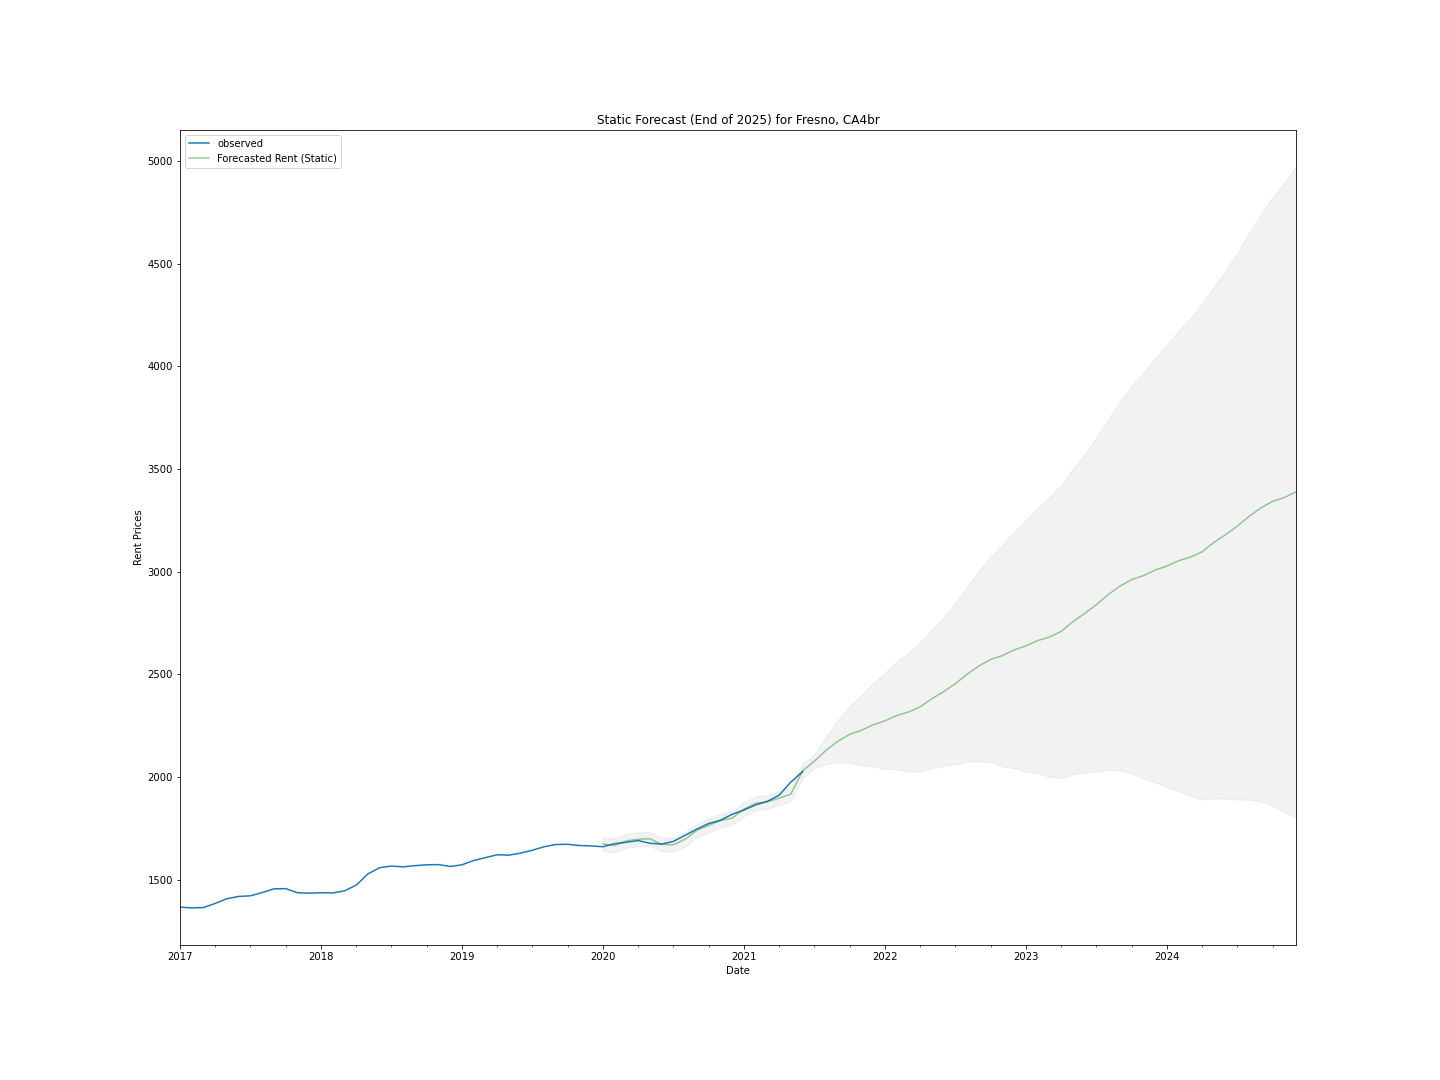 Static Forecast (End of 2025) for Fresno, CA4br
observed
Forecasted Rent (Static)
5000
4500
4000
3500
3000
2500
2000
1500
Rent Prices
2017 2018 2019 2020 2021 2022 2023 2024
Date